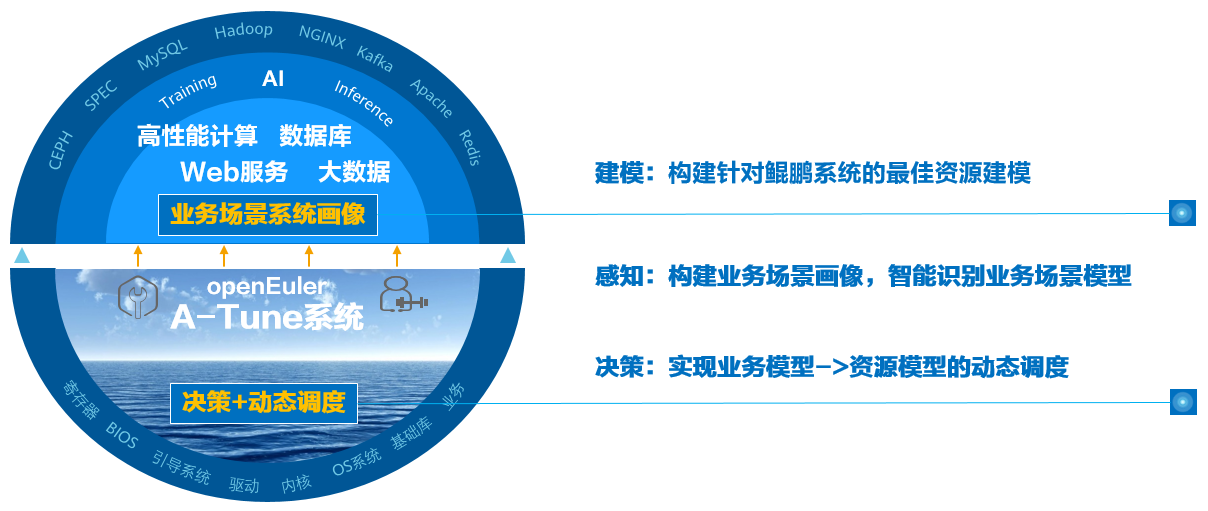 CEPH
SPEC
MySQL
Hadoop
NGINX
Kafka
Apache
Redis
Training
AI
Inference
高性能计算 数据库
Web服务 大数据
业务场景系统画像
openEuler
A-Tune系统
决策+动态调度
寄存器
BIOS
引导系统
驱动
内核
OS系统
基础库
业务
建模：构建针对鲲鹏系统的最佳资源建模
感知：构建业务场景画像，智能识别业务场景模型
决策：实现业务模型->资源模型的动态调度